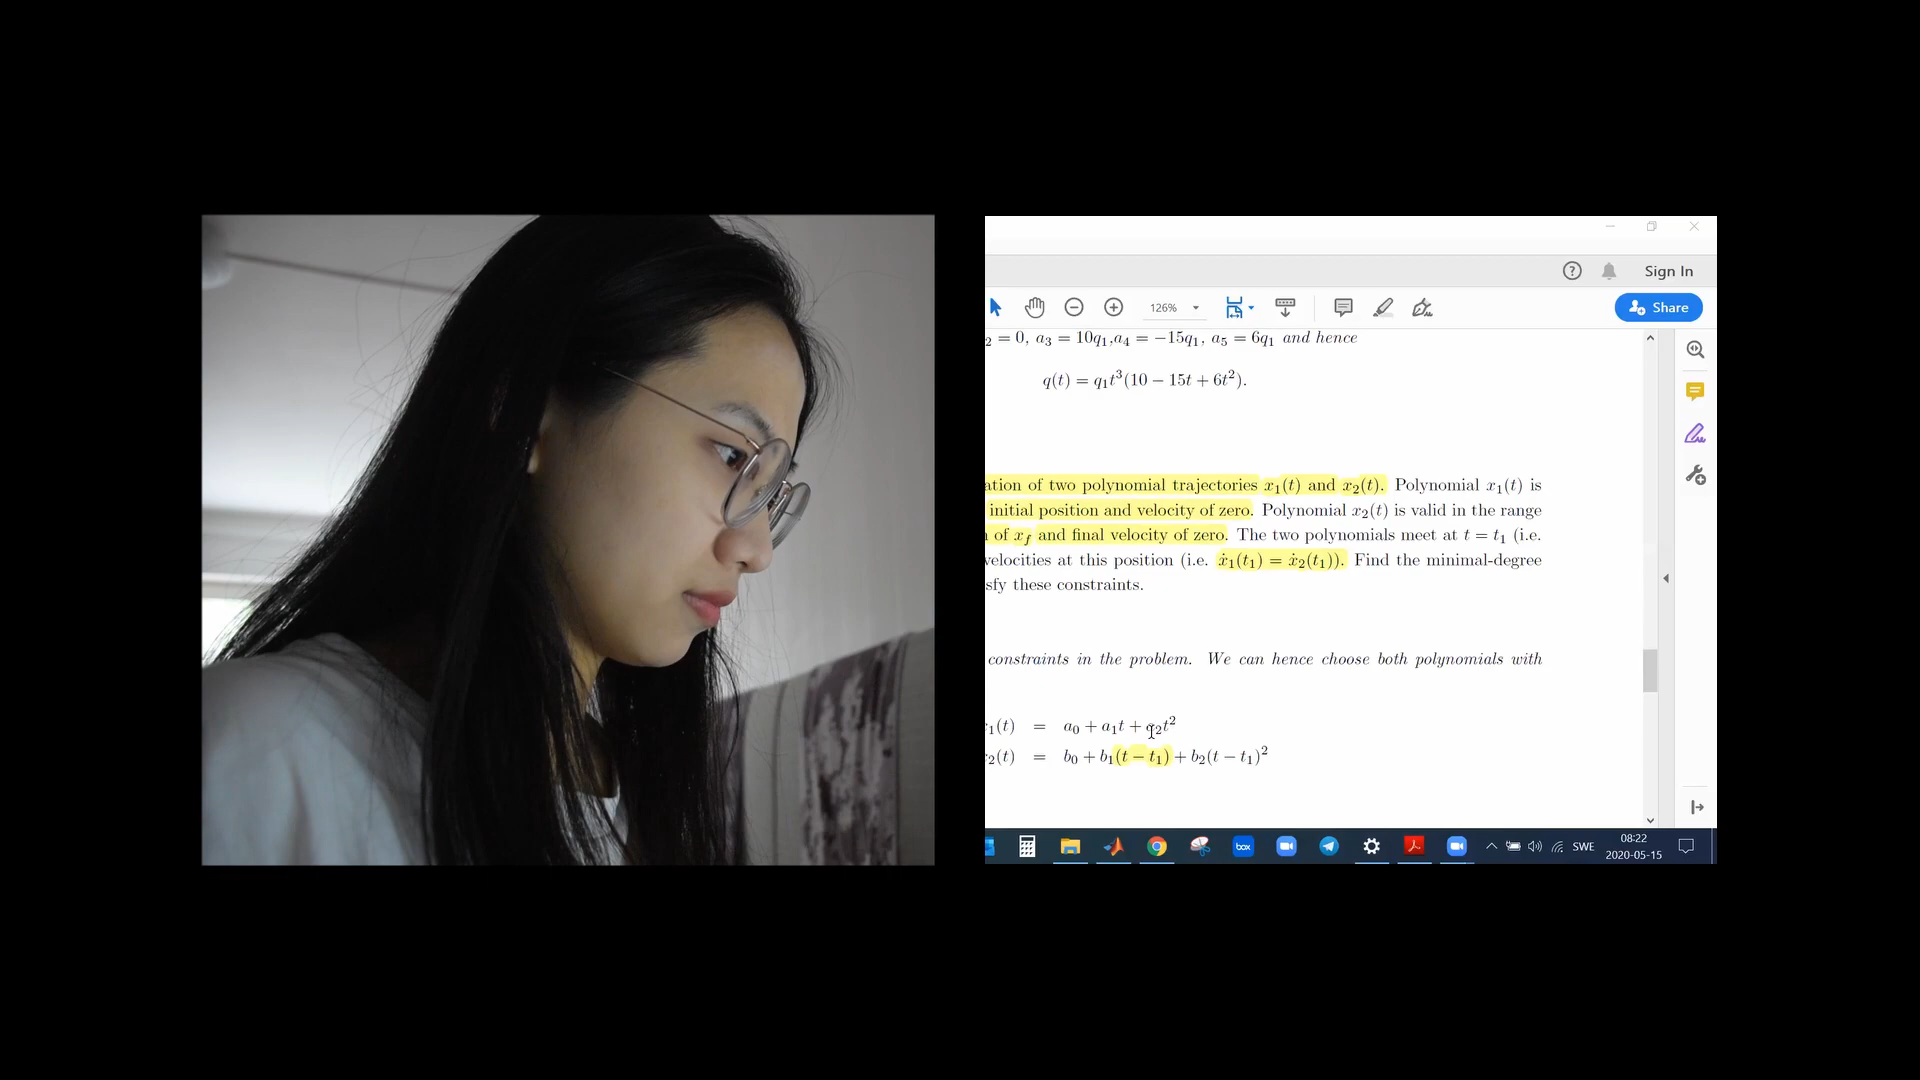 Sign In
126%
Share
₂ = 0, a₃ = 10q₁,a₄ = −15q₁, a₅ = 6q₁ and hence
q(t) = q₁t³(10 − 15t + 6t²).
ation of two polynomial trajectories x₁(t) and x₂(t). Polynomial x₁(t) is
initial position and velocity of zero. Polynomial x₂(t) is valid in the range
of x_f and final velocity of zero. The two polynomials meet at t = t₁ (i.e.
velocities at this position (i.e. ẋ₁(t₁) = ẋ₂(t₁)). Find the minimal-degree
sfy these constraints.
constraints in the problem. We can hence choose both polynomials with
₁(t) = a₀ + a₁t + a₂t²
₂(t) = b₀ + b₁(t − t₁) + b₂(t − t₁)²
box
SWE
08:22
2020-05-15